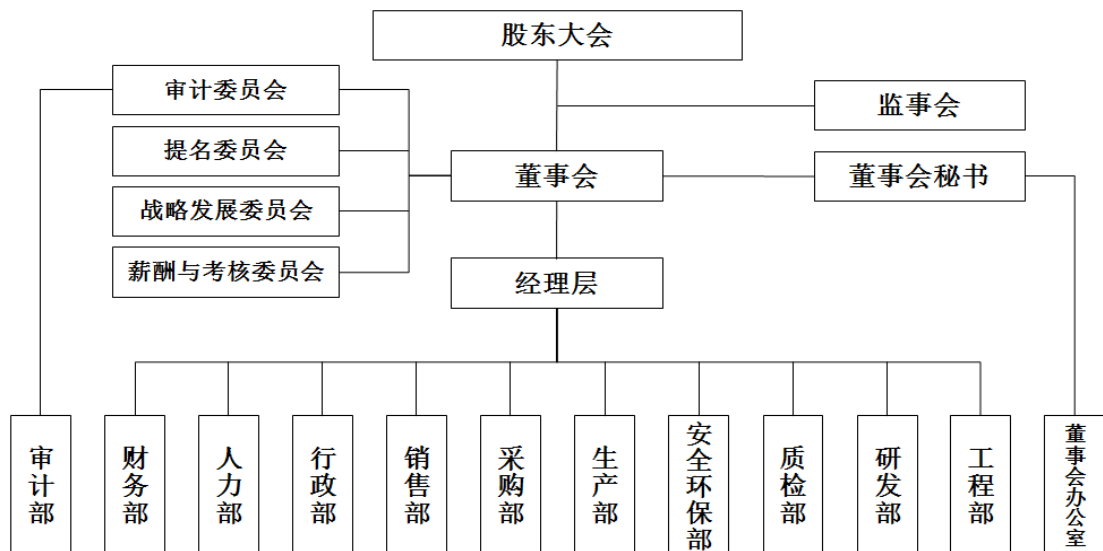 股东大会
审计委员会
监事会
提名委员会
董事会
董事会秘书
战略发展委员会
薪酬与考核委员会
经理层
审计部
财务部
人力部
行政部
销售部
采购部
生产部
安全环保部
质检部
研发部
工程部
董事会办公室